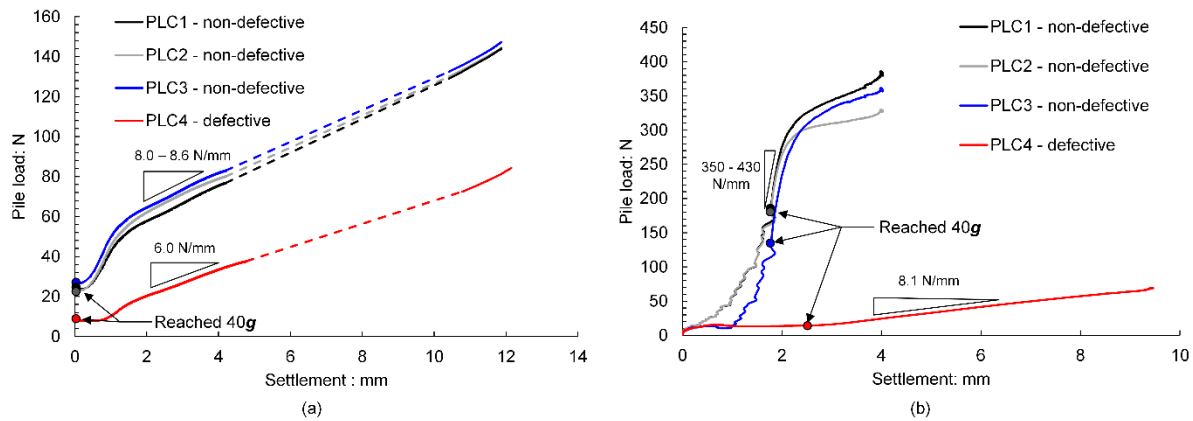 PLC1 - non-defective
PLC2 - non-defective
PLC3 - non-defective
PLC4 - defective
160
140
120
100
80
60
40
20
0
Pile load: N
8.0 – 8.6 N/mm
6.0 N/mm
Reached 40g
0
2
4
6
8
10
12
14
Settlement : mm
(a)
PLC1 - non-defective
PLC2 - non-defective
PLC3 - non-defective
PLC4 - defective
450
400
350
300
250
200
150
100
50
0
Pile load: N
350 - 430
N/mm
Reached 40g
8.1 N/mm
0
2
4
6
8
10
Settlement: mm
(b)